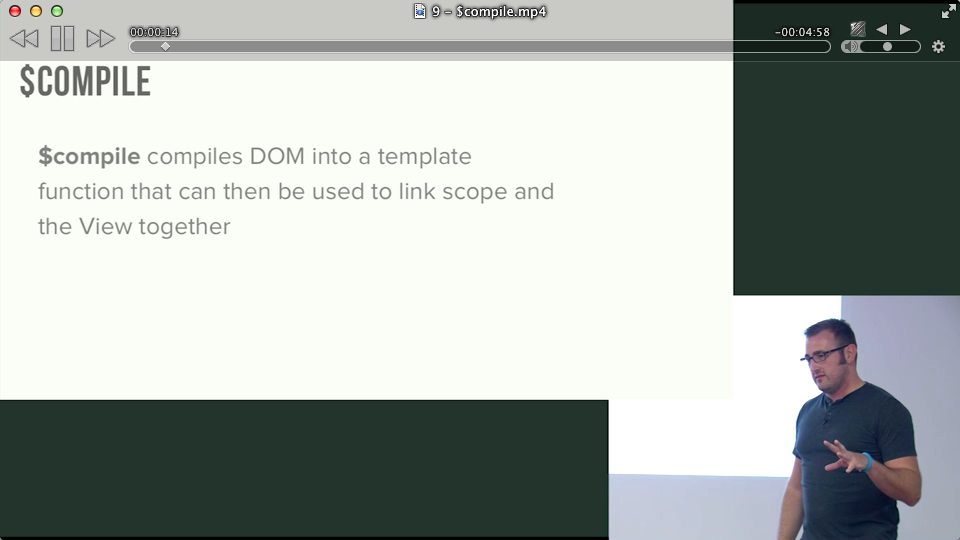 9 – $compile.mp4
00:00:14
-00:04:58
$COMPILE
$compile compiles DOM into a template
function that can then be used to link scope and
the View together